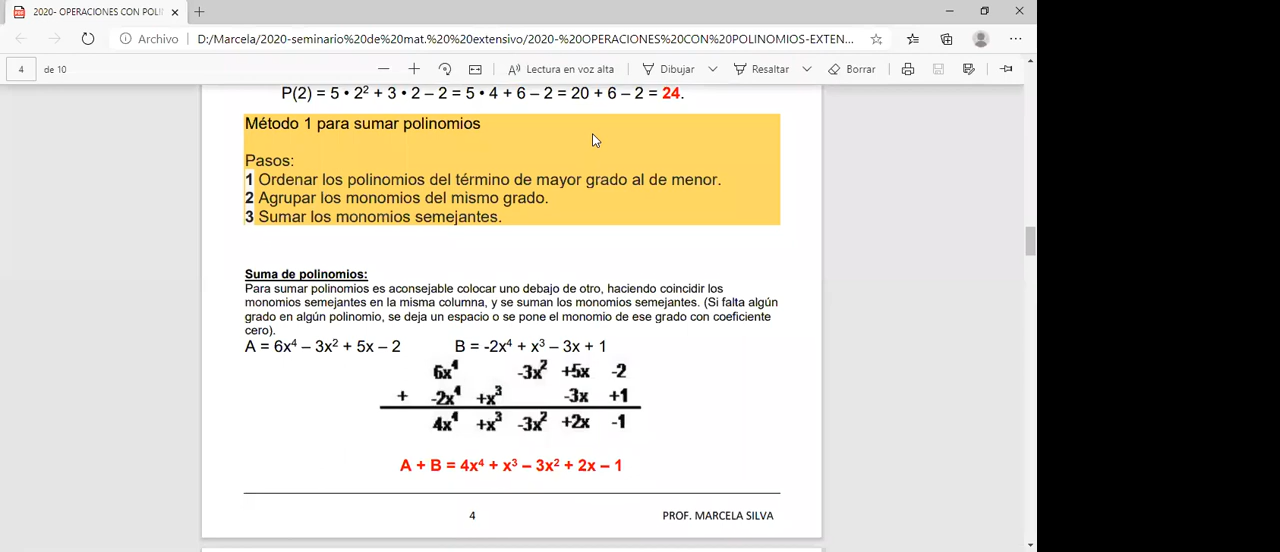 2020- OPERACIONES CON POLI
Archivo
D:/Marcela/2020-seminario%20de%20mat.%20%20extensivo/2020-%20OPERACIONES%20CON%20POLINOMIOS-EXTEN...
4 de 10
Lectura en voz alta
Dibujar
Resaltar
Borrar
P(2) = 5 • 2² + 3 • 2 – 2 = 5 • 4 + 6 – 2 = 20 + 6 – 2 = 24.
Método 1 para sumar polinomios
Pasos:
1 Ordenar los polinomios del término de mayor grado al de menor.
2 Agrupar los monomios del mismo grado.
3 Sumar los monomios semejantes.
Suma de polinomios:
Para sumar polinomios es aconsejable colocar uno debajo de otro, haciendo coincidir los
monomios semejantes en la misma columna, y se suman los monomios semejantes. (Si falta algún
grado en algún polinomio, se deja un espacio o se pone el monomio de ese grado con coeficiente
cero).
A = 6x⁴ – 3x² + 5x – 2 B = -2x⁴ + x³ – 3x + 1
6x⁴ -3x² +5x -2
+ -2x⁴ +x³ -3x +1
4x⁴ +x³ -3x² +2x -1
A + B = 4x⁴ + x³ – 3x² + 2x – 1
4 PROF. MARCELA SILVA